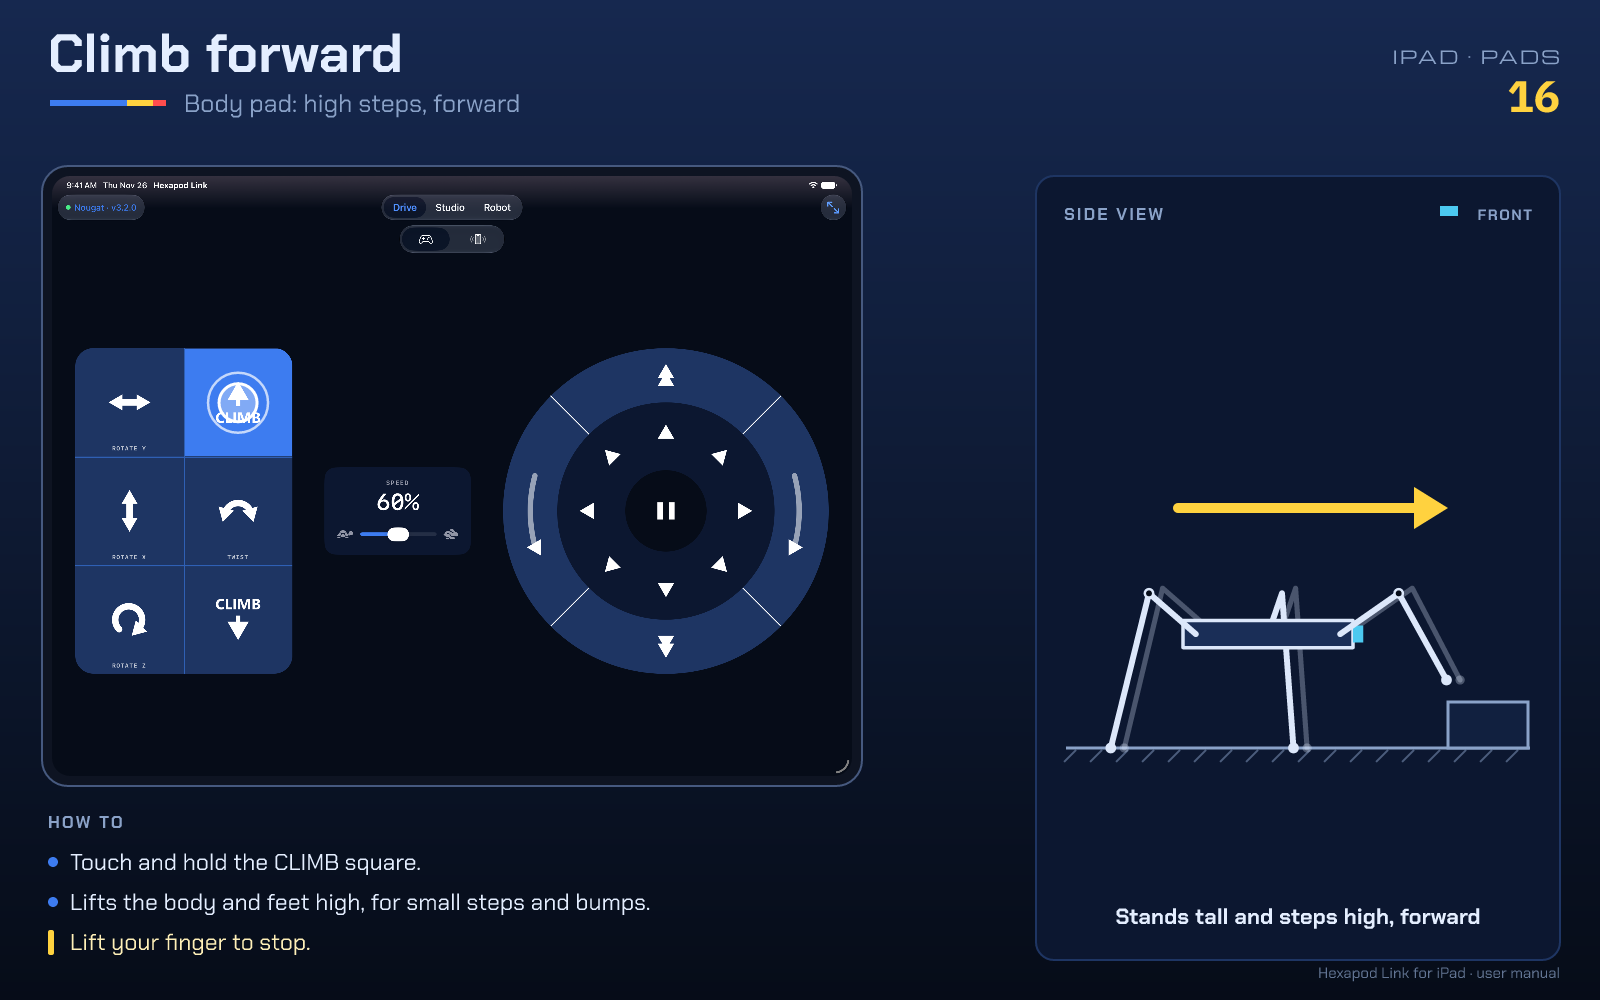 Climb forward
Body pad: high steps, forward
IPAD · PADS
16
9:41 AM Thu Nov 26 Hexapod Link
Nougat · v3.2.0
Drive Studio Robot
ROTATE Y
CLIMB
ROTATE X
TWIST
ROTATE Z
CLIMB
SPEED
60%
SIDE VIEW
FRONT
Stands tall and steps high, forward
HOW TO
Touch and hold the CLIMB square.
Lifts the body and feet high, for small steps and bumps.
Lift your finger to stop.
Hexapod Link for iPad · user manual